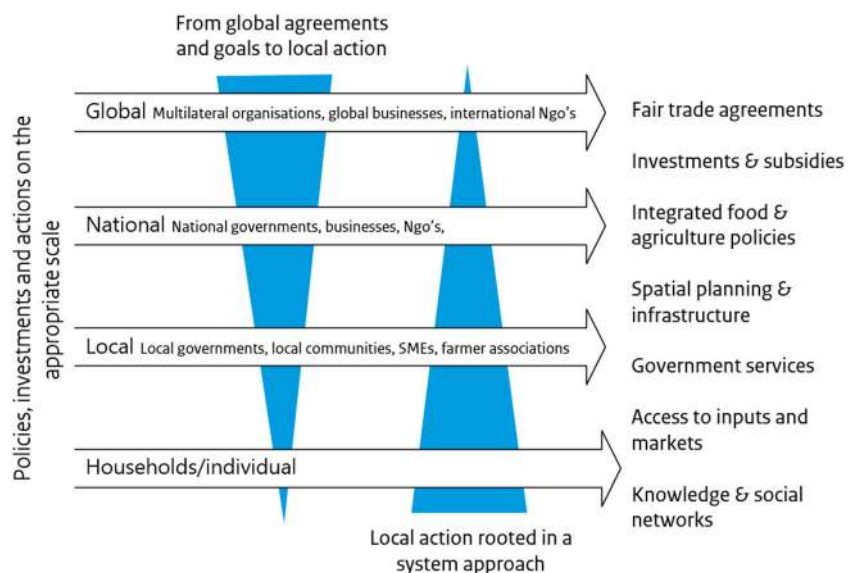 From global agreements
and goals to local action
Policies, investments and actions on the
appropriate scale
Global Multilateral organisations, global businesses, international Ngo's
National National governments, businesses, Ngo's,
Local Local governments, local communities, SMEs, farmer associations
Households/individual
Local action rooted in a
system approach
Fair trade agreements
Investments & subsidies
Integrated food &
agriculture policies
Spatial planning &
infrastructure
Government services
Access to inputs and
markets
Knowledge & social
networks